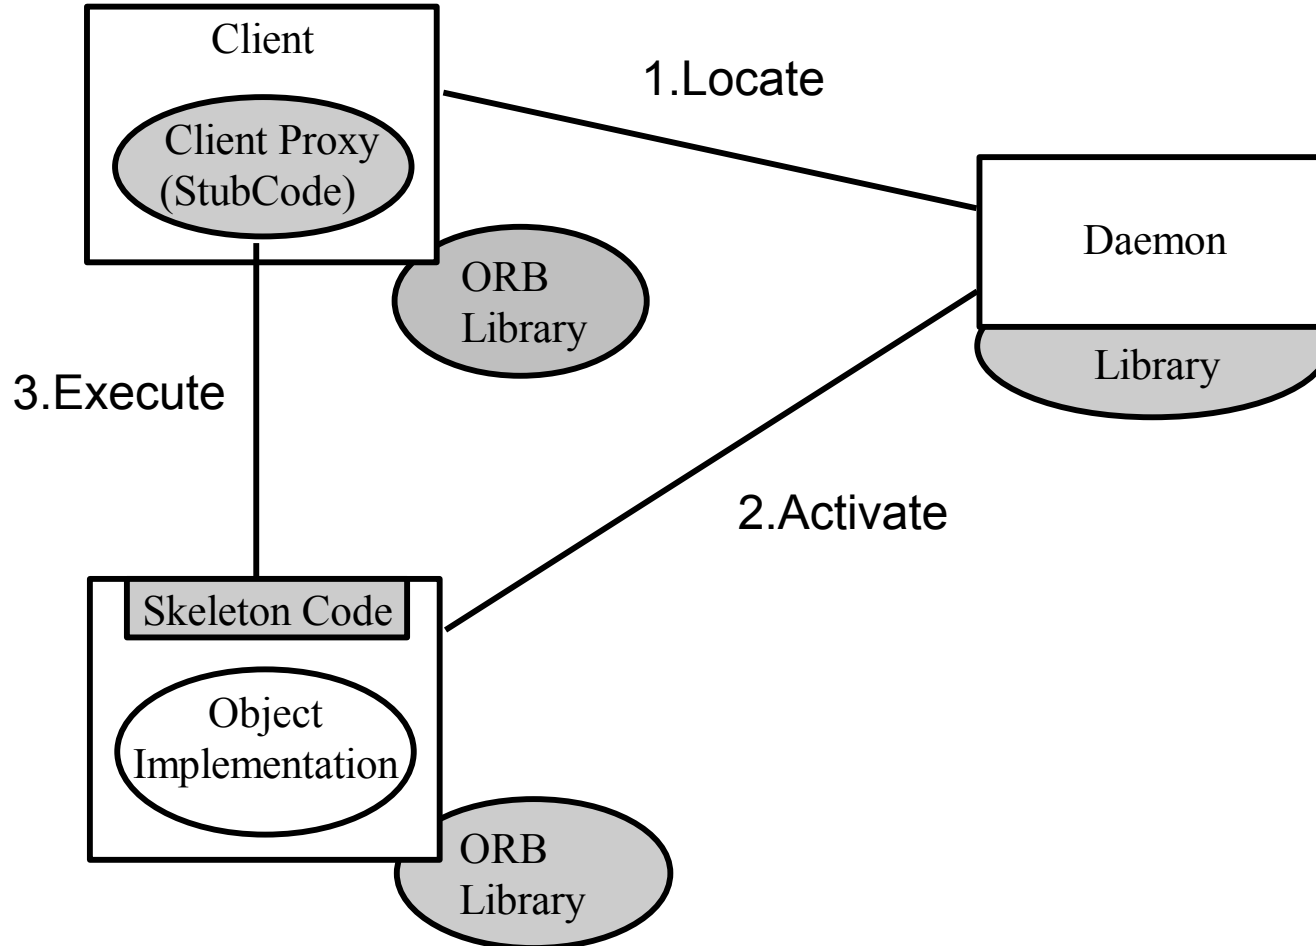 Client
1.Locate
Client Proxy
(StubCode)
Daemon
ORB
Library
Library
3.Execute
2.Activate
Skeleton Code
Object
Implementation
ORB
Library